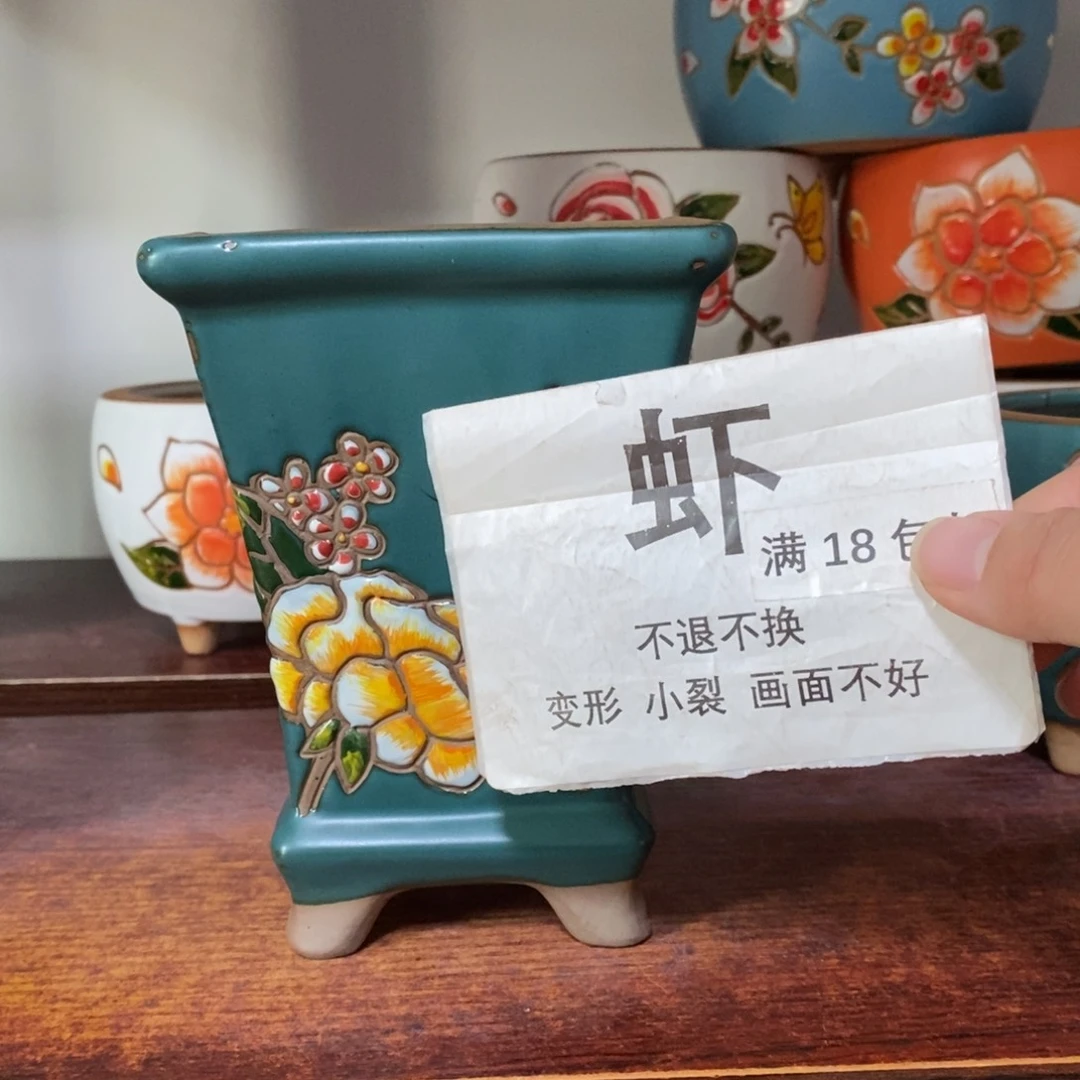 虾
满 18 包
不退不换
变形 小裂 画面不好